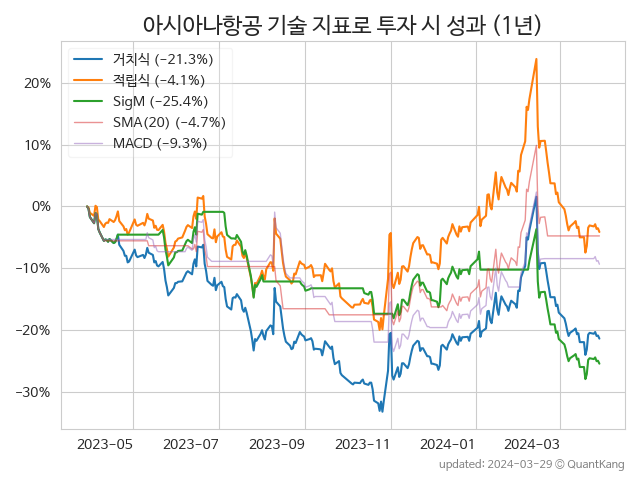 아시아나항공 기술 지표로 투자 시 성과 (1년)
거치식 (-21.3%)
적립식 (-4.1%)
SigM (-25.4%)
SMA(20) (-4.7%)
MACD (-9.3%)
20%
10%
0%
-10%
-20%
-30%
2023-05 2023-07 2023-09 2023-11 2024-01 2024-03
updated: 2024-03-29 © QuantKang